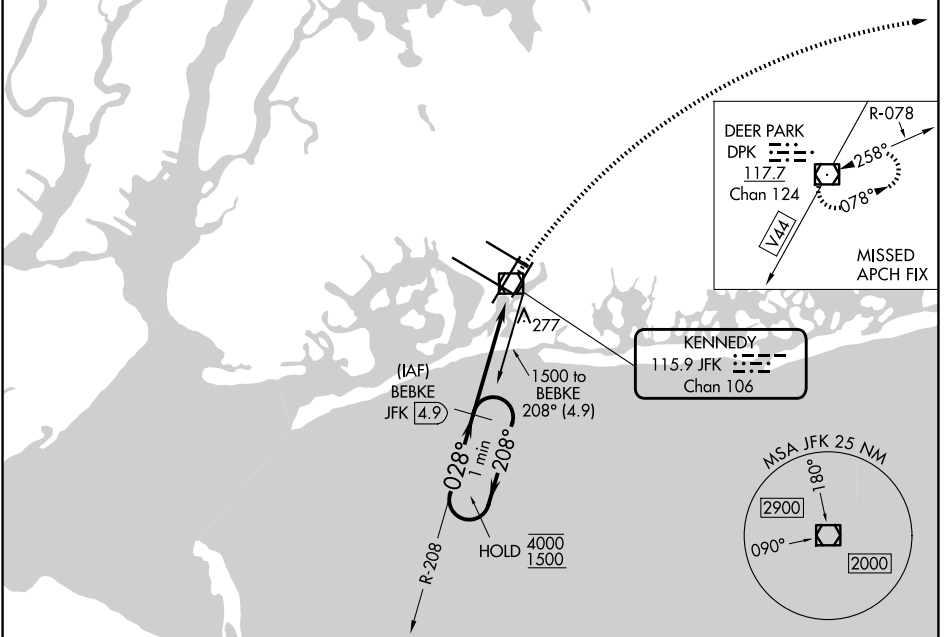 R-078
DEER PARK
DPK
117.7
Chan 124
258°
078°
V44
MISSED
APCH FIX
277
KENNEDY
115.9 JFK
Chan 106
(IAF)
BEBKE
JFK 4.9
1500 to
BEBKE
208° (4.9)
028°
1 min
208°
HOLD 4000
1500
R-208
MSA JFK 25 NM
180°
2900
090°
2000